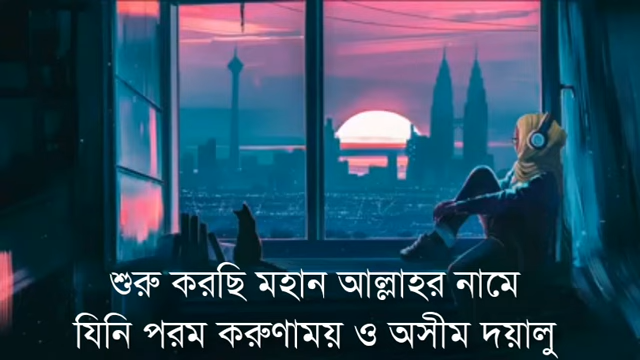 শুরু করছি মহান আল্লাহর নামে
যিনি পরম করুণাময় ও অসীম দয়ালু